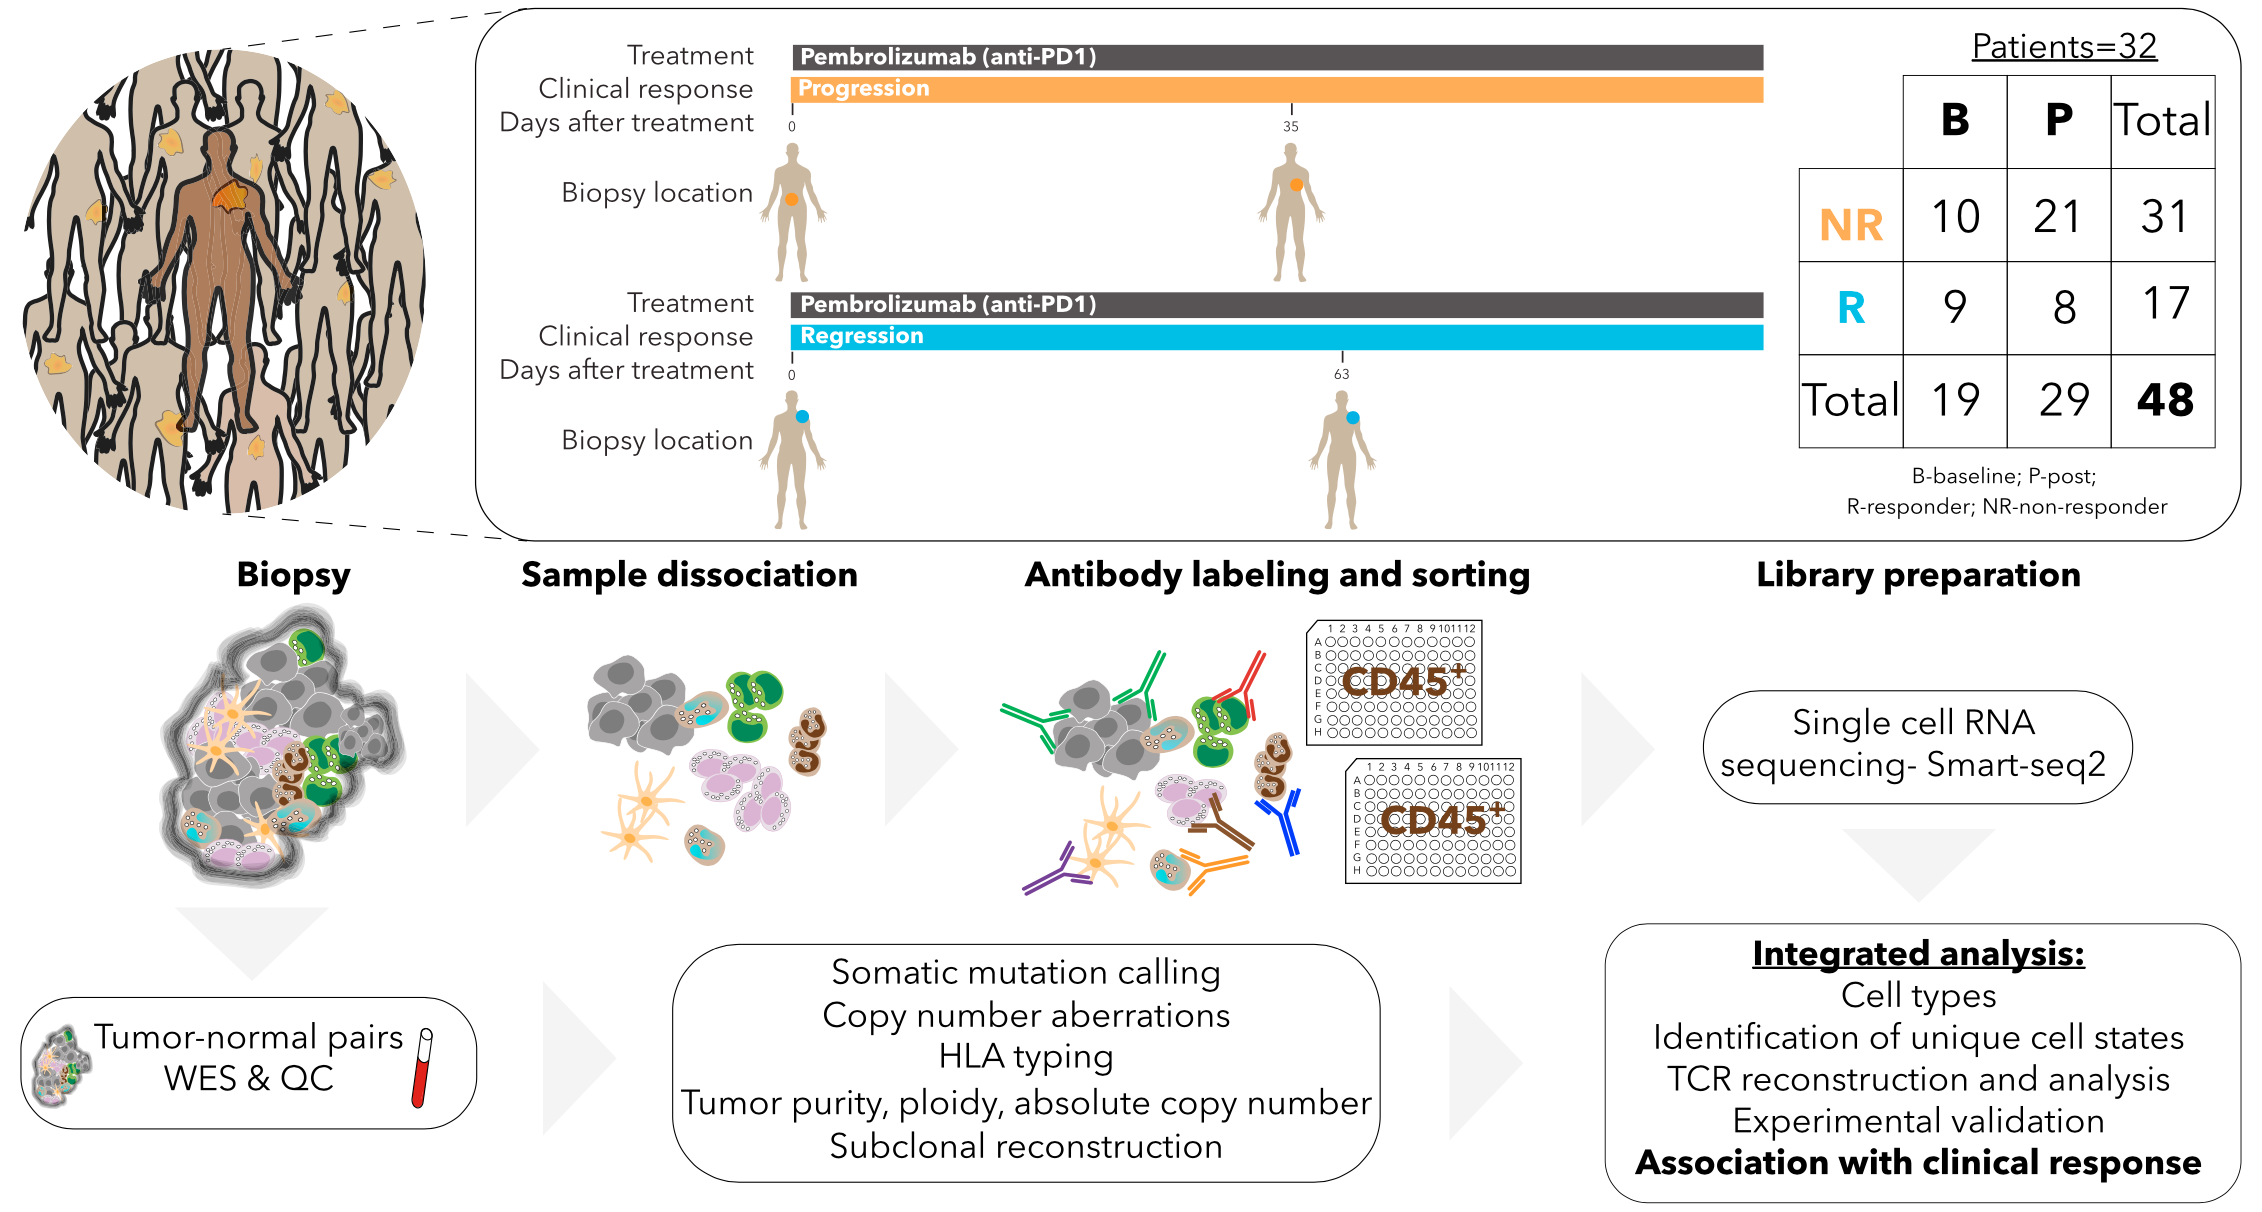 Treatment
Pembrolizumab (anti-PD1)
Clinical response
Progression
Days after treatment
0
35
Biopsy location
Treatment
Pembrolizumab (anti-PD1)
Clinical response
Regression
Days after treatment
0
63
Biopsy location
Patients=32
B P Total
NR 10 21 31
R 9 8 17
Total 19 29 48
B-baseline; P-post;
R-responder; NR-non-responder
Biopsy
Sample dissociation
Antibody labeling and sorting
Library preparation
1 2 3 4 5 6 7 8 9 10 11 12
A
B
C
D
E
F
G
H
CD45+
1 2 3 4 5 6 7 8 9 10 11 12
A
B
C
D
E
F
G
H
CD45+
Single cell RNA
sequencing- Smart-seq2
Tumor-normal pairs
WES & QC
Somatic mutation calling
Copy number aberrations
HLA typing
Tumor purity, ploidy, absolute copy number
Subclonal reconstruction
Integrated analysis:
Cell types
Identification of unique cell states
TCR reconstruction and analysis
Experimental validation
Association with clinical response